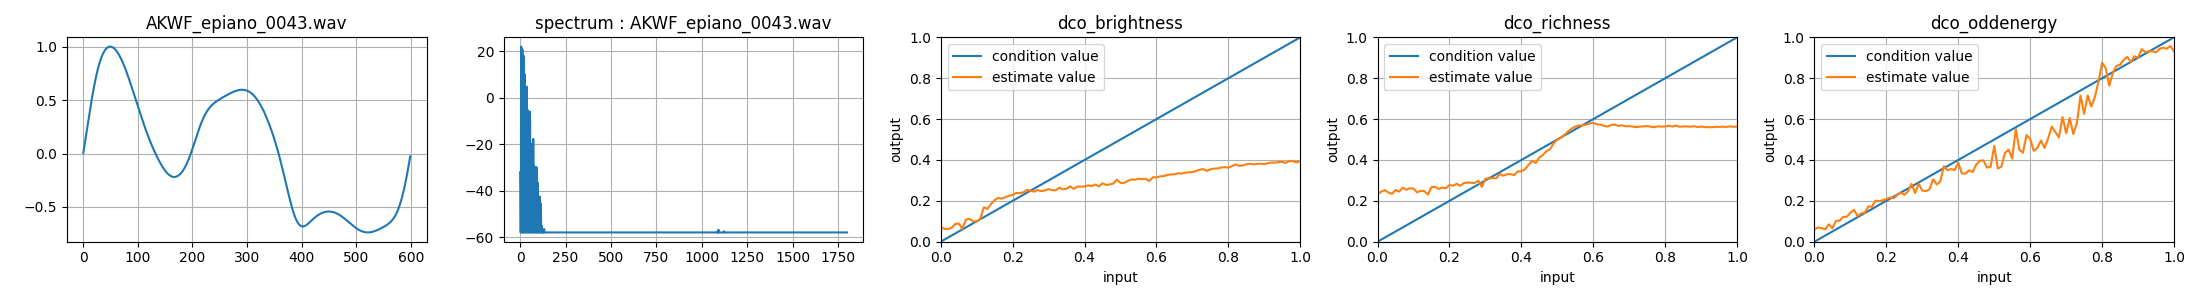 AKWF_epiano_0043.wav
1.0
0.5
0.0
−0.5
0 100 200 300 400 500 600
spectrum : AKWF_epiano_0043.wav
20
0
−20
−40
−60
0 250 500 750 1000 1250 1500 1750
dco_brightness
condition value
estimate value
output
1.0
0.8
0.6
0.4
0.2
0.0
0.0 0.2 0.4 0.6 0.8 1.0
input
dco_richness
condition value
estimate value
output
1.0
0.8
0.6
0.4
0.2
0.0
0.0 0.2 0.4 0.6 0.8 1.0
input
dco_oddenergy
condition value
estimate value
output
1.0
0.8
0.6
0.4
0.2
0.0
0.0 0.2 0.4 0.6 0.8 1.0
input